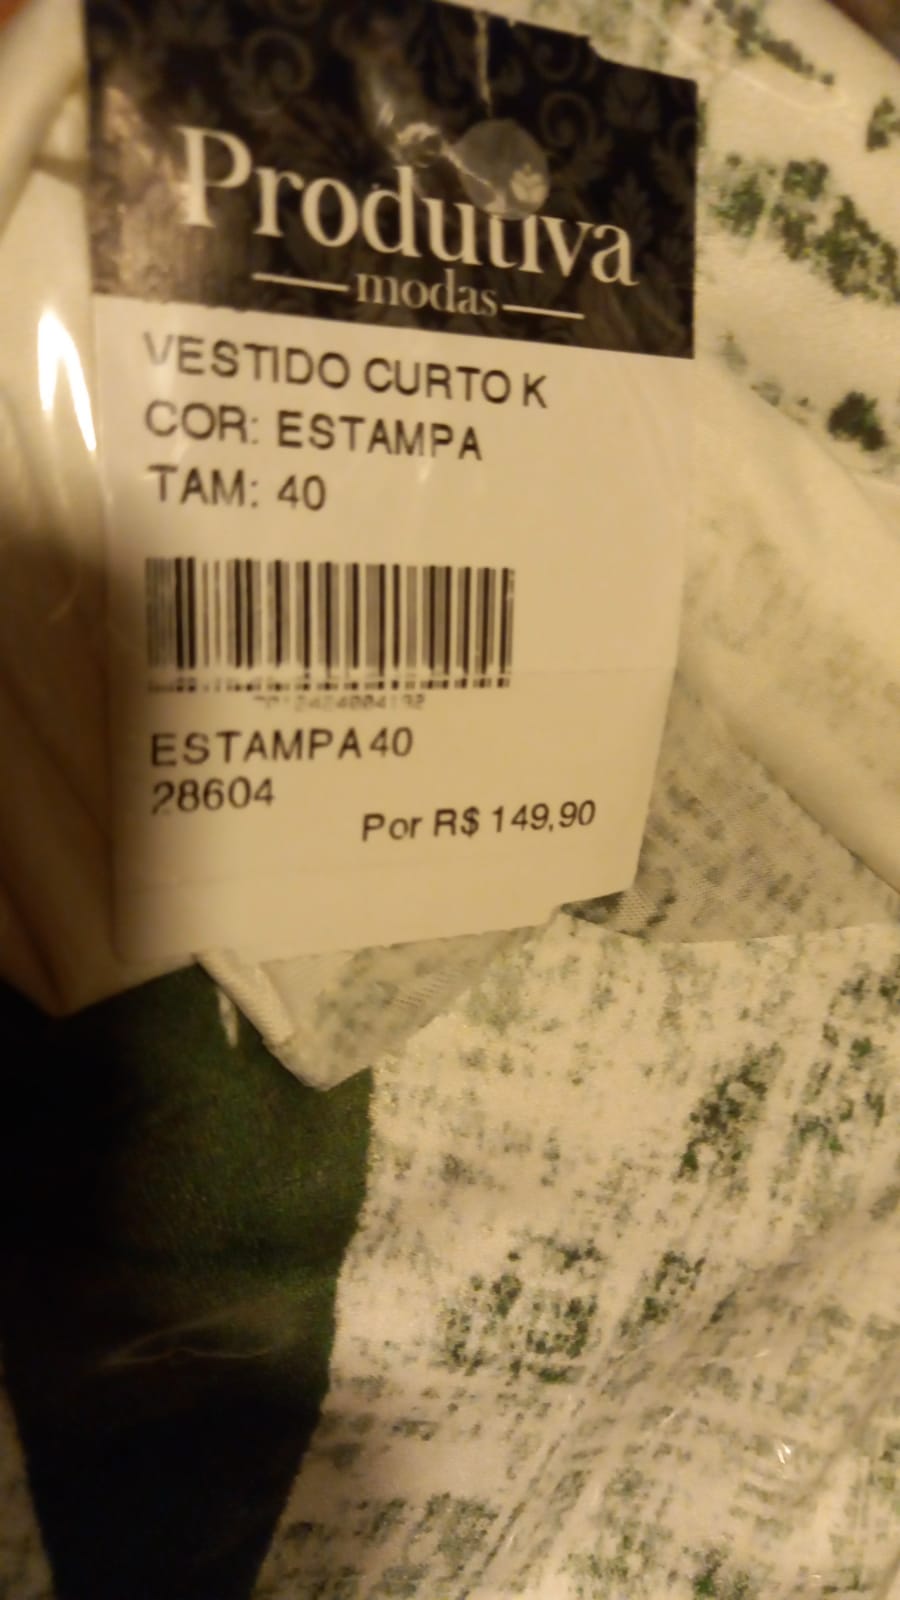 Produtiva
modas
VESTIDO CURTO K
COR: ESTAMPA
TAM: 40
ESTAMPA40
28604
Por R$ 149,90